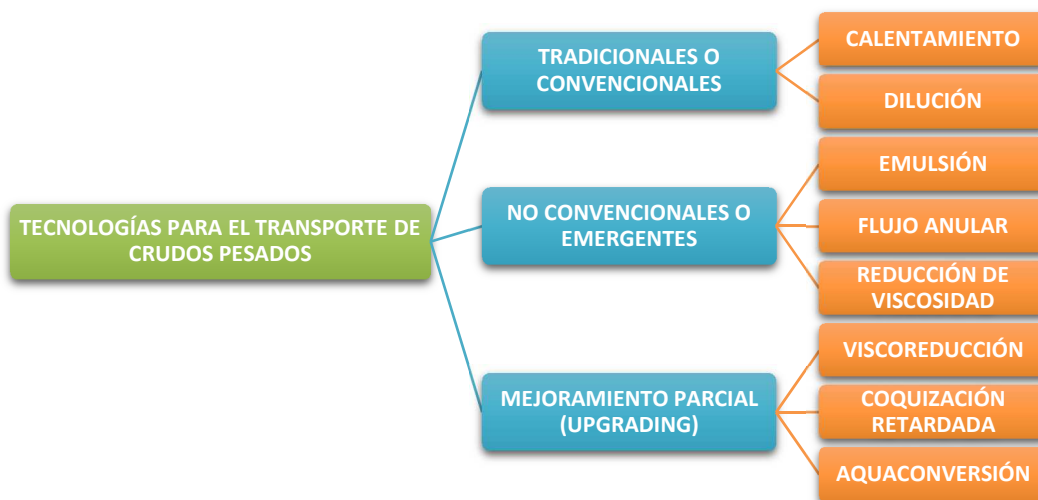 TECNOLOGÍAS PARA EL TRANSPORTE DE
CRUDOS PESADOS
TRADICIONALES O
CONVENCIONALES
CALENTAMIENTO
DILUCIÓN
NO CONVENCIONALES O
EMERGENTES
EMULSIÓN
FLUJO ANULAR
REDUCCIÓN DE
VISCOSIDAD
MEJORAMIENTO PARCIAL
(UPGRADING)
VISCOREDUCCIÓN
COQUIZACIÓN
RETARDADA
AQUACONVERSIÓN